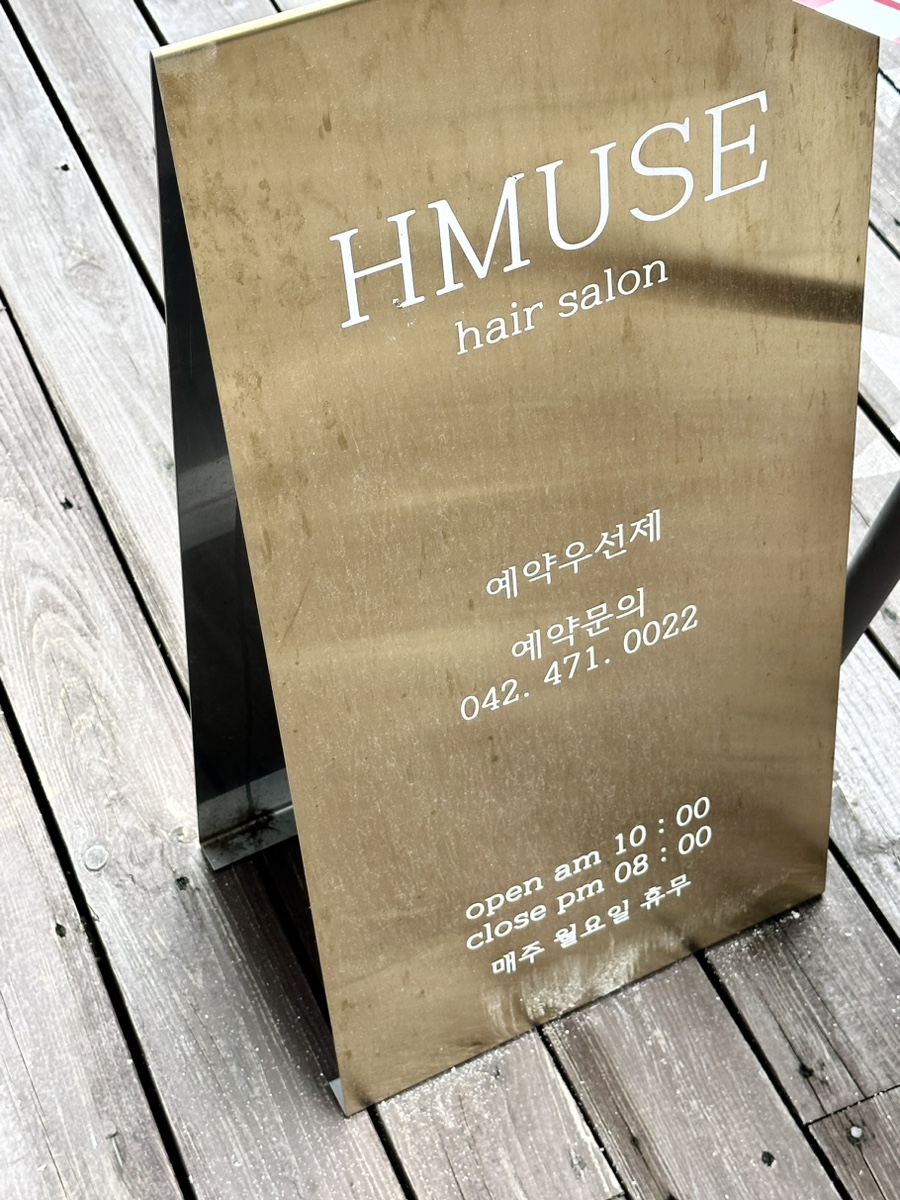 HMUSE
hair salon
예약우선제
예약문의
042. 471. 0022
open am 10 : 00
close pm 08 : 00
매주 월요일 휴무